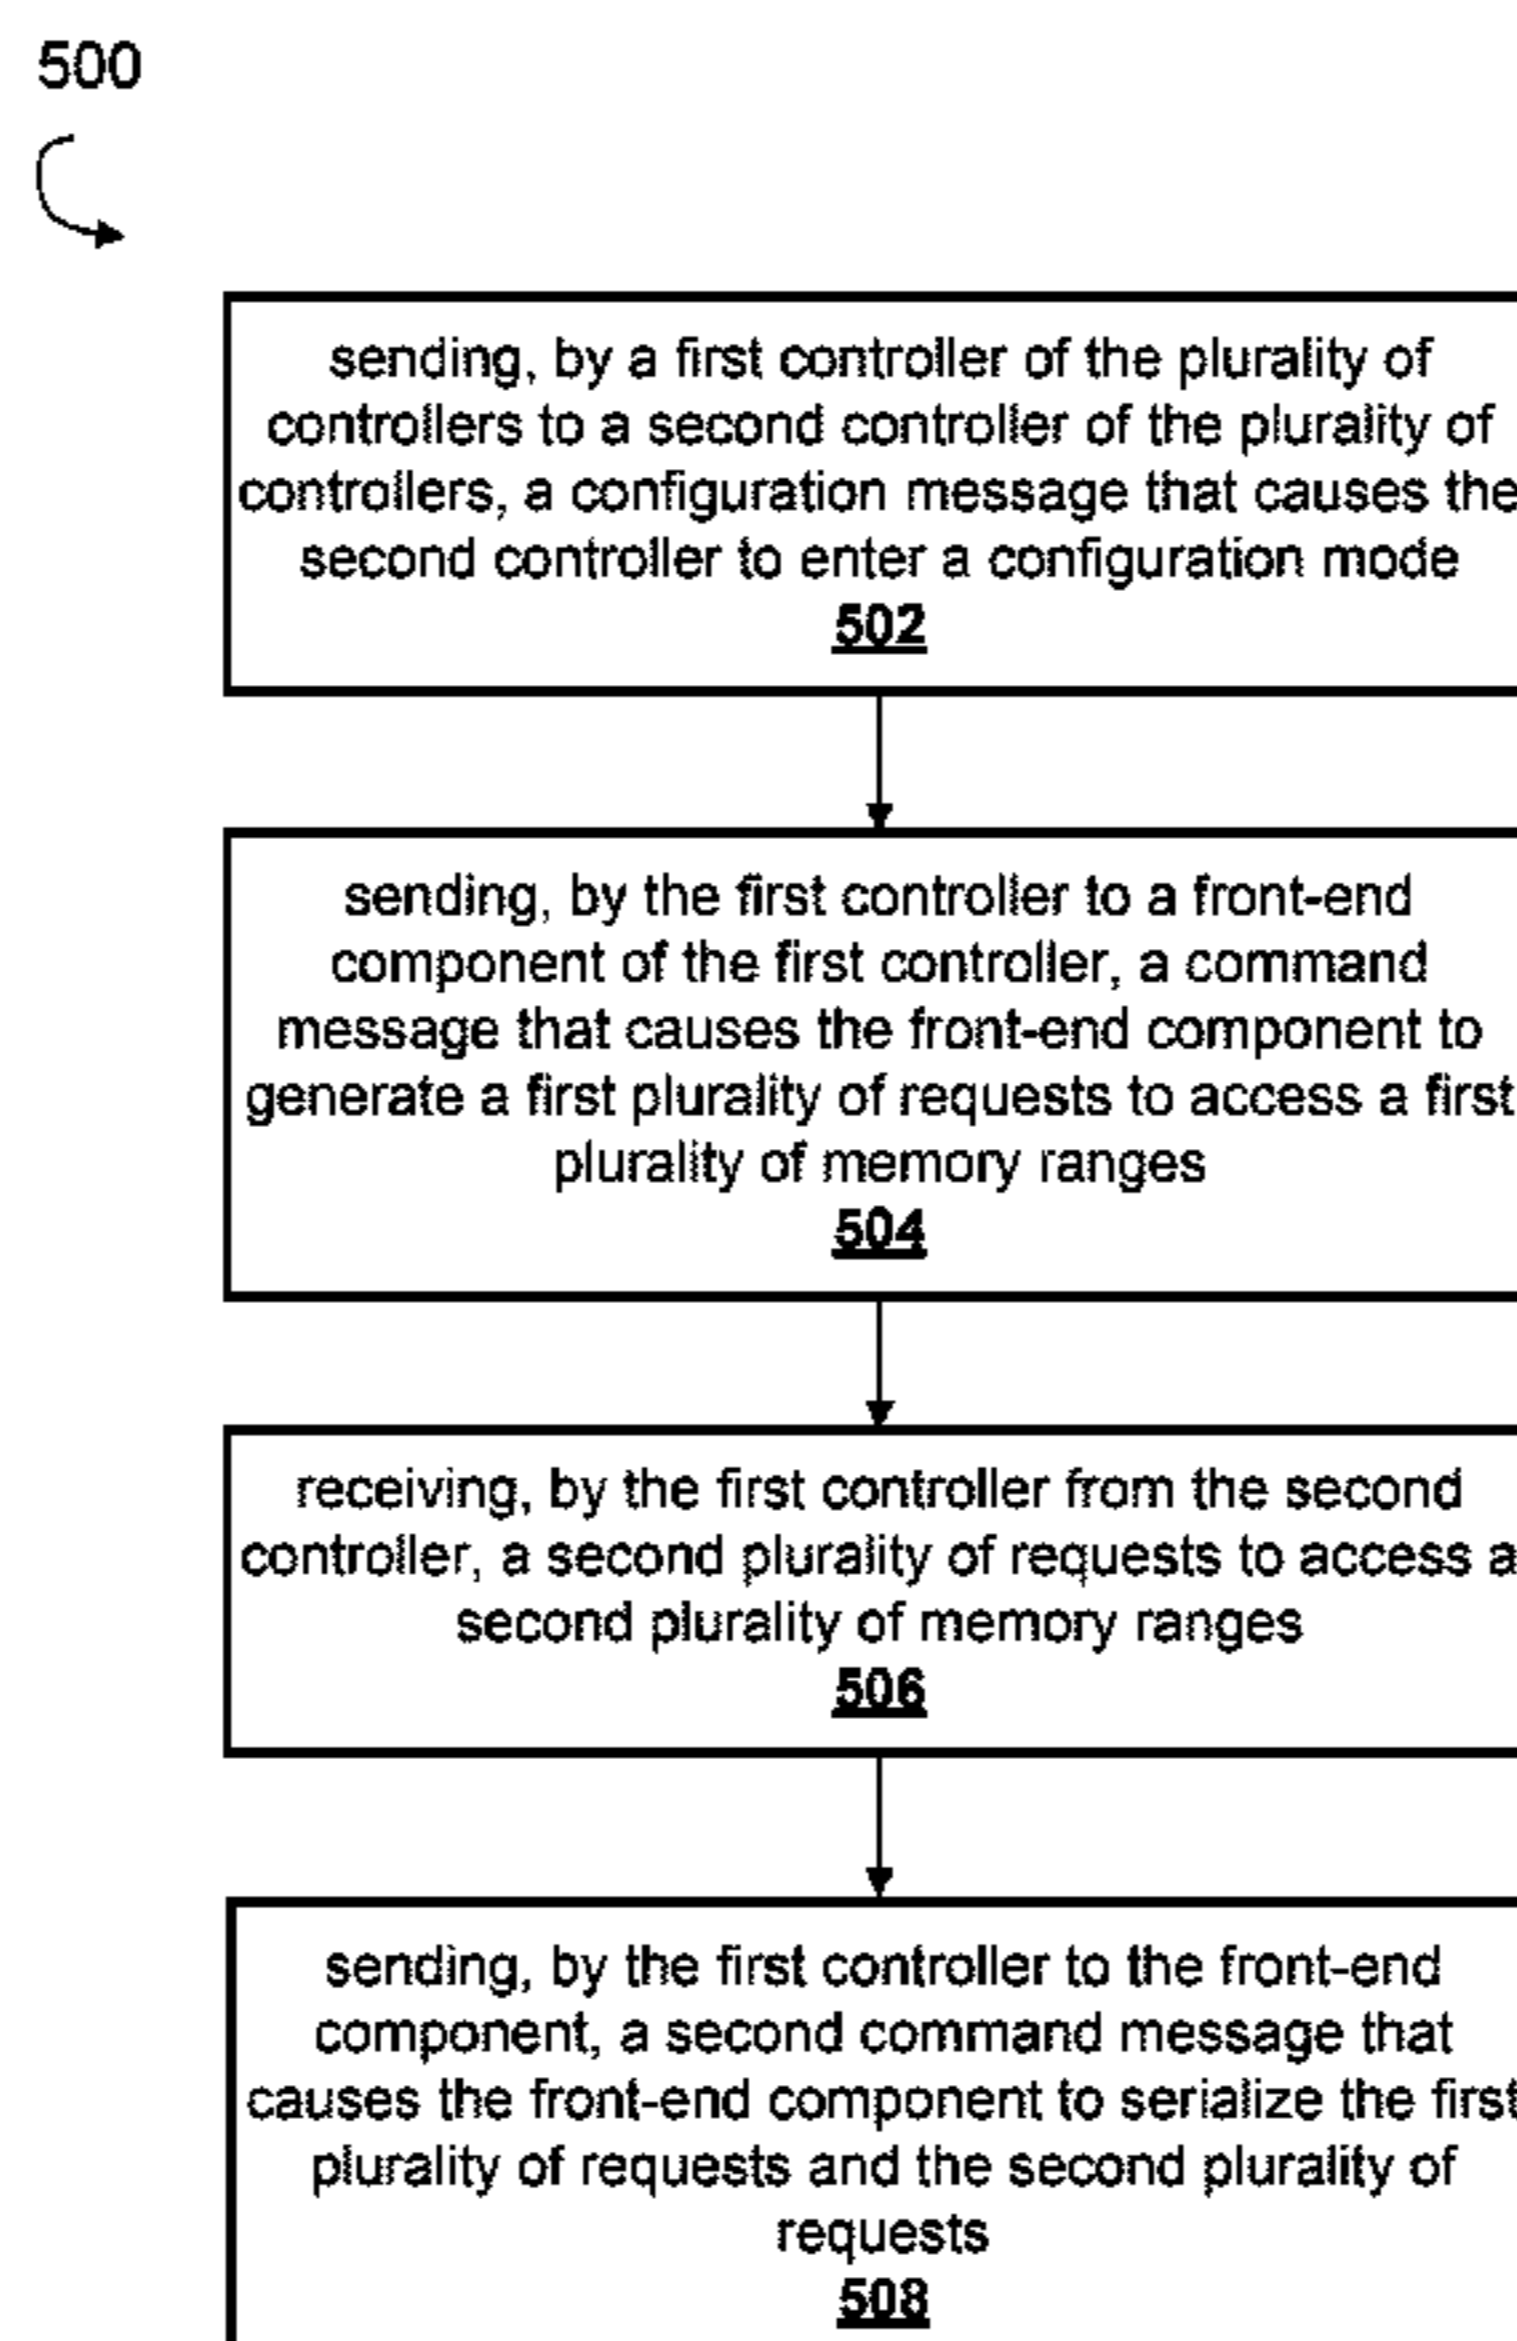 500
sending, by a first controller of the plurality of
controllers to a second controller of the plurality of
controllers, a configuration message that causes the
second controller to enter a configuration mode
502
sending, by the first controller to a front-end
component of the first controller, a command
message that causes the front-end component to
generate a first plurality of requests to access a first
plurality of memory ranges
504
receiving, by the first controller from the second
controller, a second plurality of requests to access a
second plurality of memory ranges
506
sending, by the first controller to the front-end
component, a second command message that
causes the front-end component to serialize the first
plurality of requests and the second plurality of
requests
508